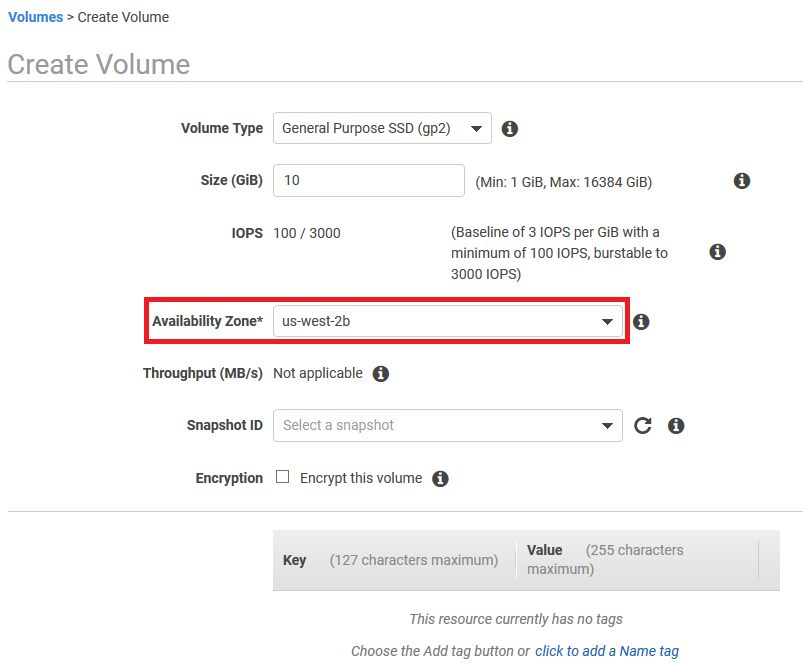 Volumes > Create Volume
Create Volume
Volume Type General Purpose SSD (gp2)
Size (GiB) 10 (Min: 1 GiB, Max: 16384 GiB)
IOPS 100 / 3000 (Baseline of 3 IOPS per GiB with a
minimum of 100 IOPS, burstable to
3000 IOPS)
Availability Zone* us-west-2b
Throughput (MB/s) Not applicable
Snapshot ID Select a snapshot
Encryption Encrypt this volume
Key (127 characters maximum) Value (255 characters
maximum)
This resource currently has no tags
Choose the Add tag button or click to add a Name tag